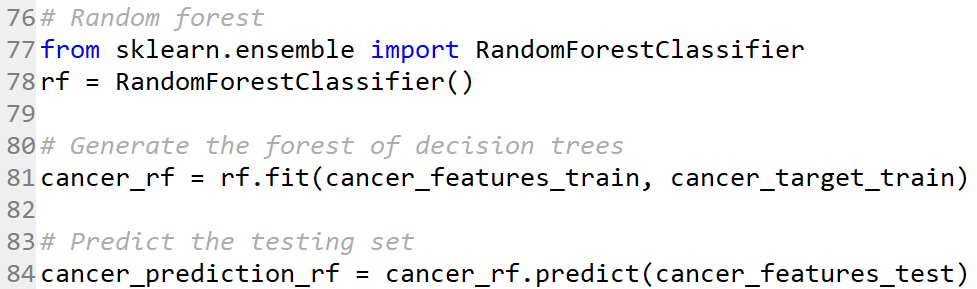 76 # Random forest
77 from sklearn.ensemble import RandomForestClassifier
78 rf = RandomForestClassifier()
79
80 # Generate the forest of decision trees
81 cancer_rf = rf.fit(cancer_features_train, cancer_target_train)
82
83 # Predict the testing set
84 cancer_prediction_rf = cancer_rf.predict(cancer_features_test)